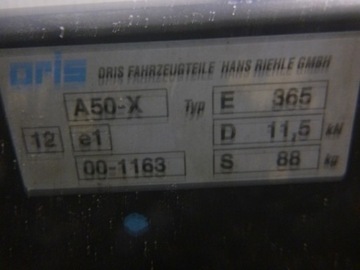 oris ORIS FAHRZEUGTEILE HANS RIEHLE GMBH
A50-X Typ E 365
12 e1 D 11,5 kN
00-1163 S 88 kg